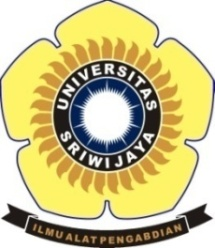 UNIVERSITAS
SRIWIJAYA
ILMU ALAT PENGABDIAN